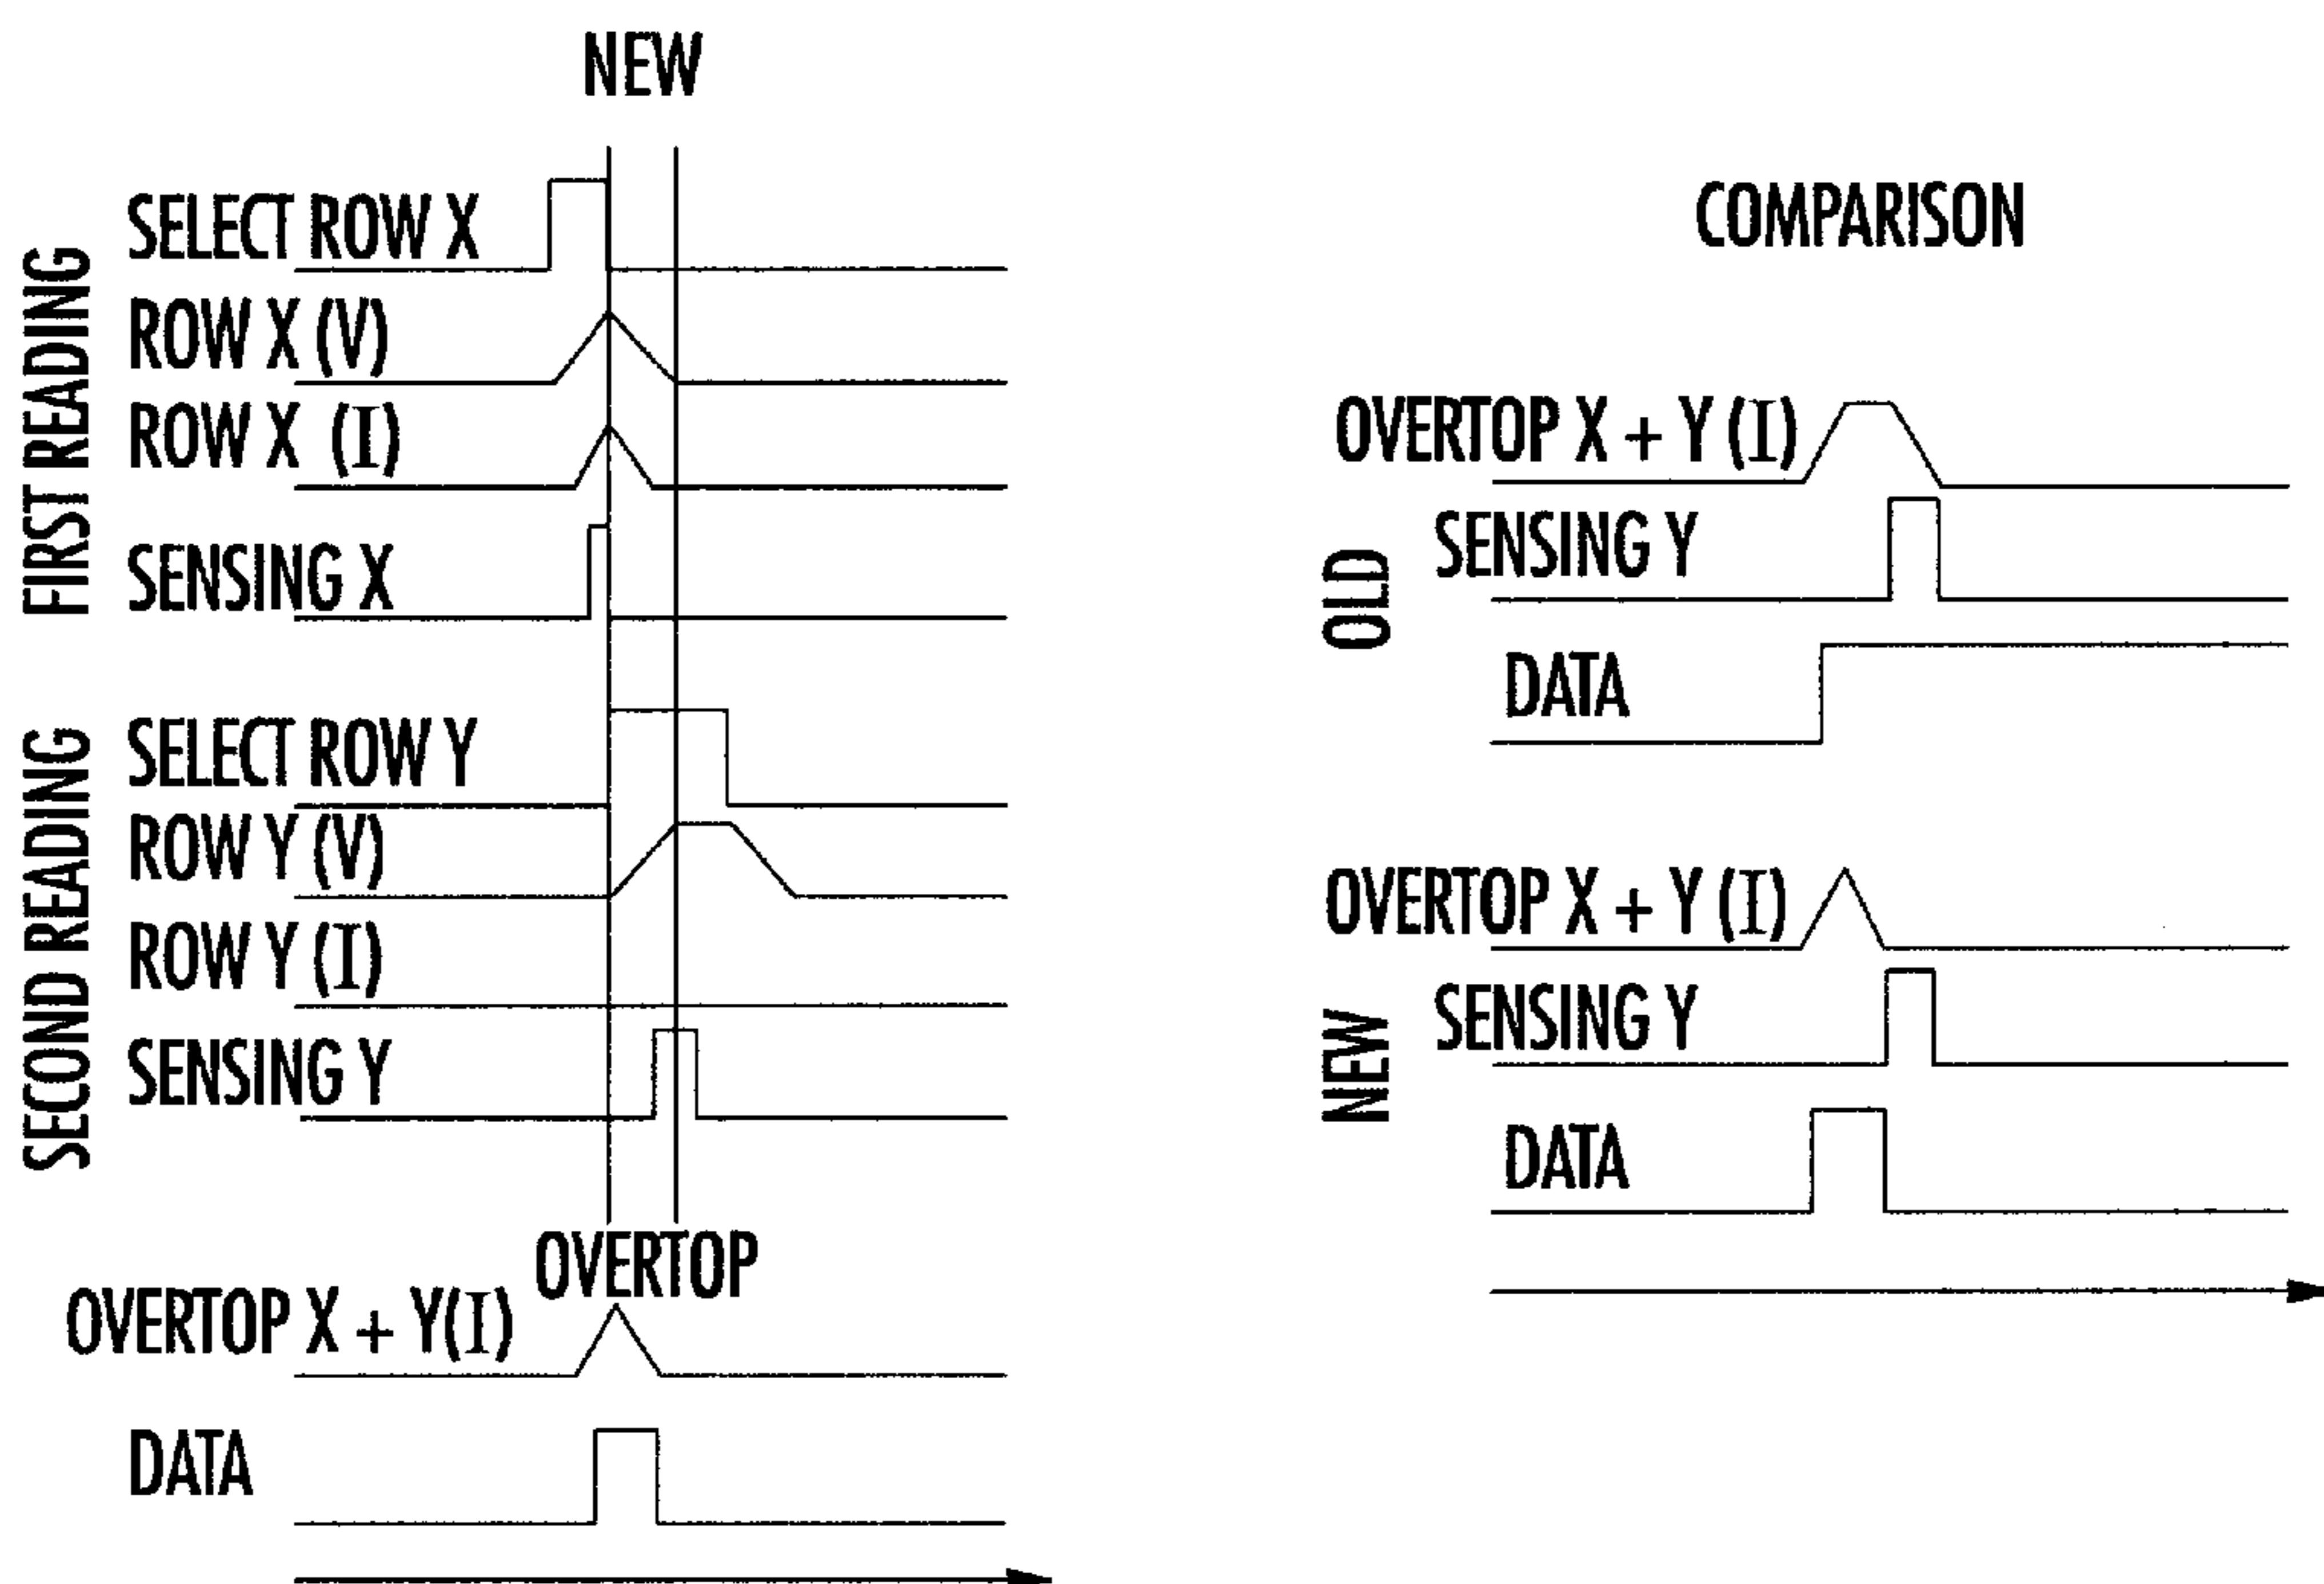 NEW
FIRST READING
SELECT ROW X
ROW X (V)
ROW X (I)
SENSING X
SECOND READING
SELECT ROW Y
ROW Y (V)
ROW Y (I)
SENSING Y
OVERTOP
OVERTOP X + Y(I)
DATA
COMPARISON
OLD
OVERTOP X + Y (I)
SENSING Y
DATA
NEW
OVERTOP X + Y (I)
SENSING Y
DATA